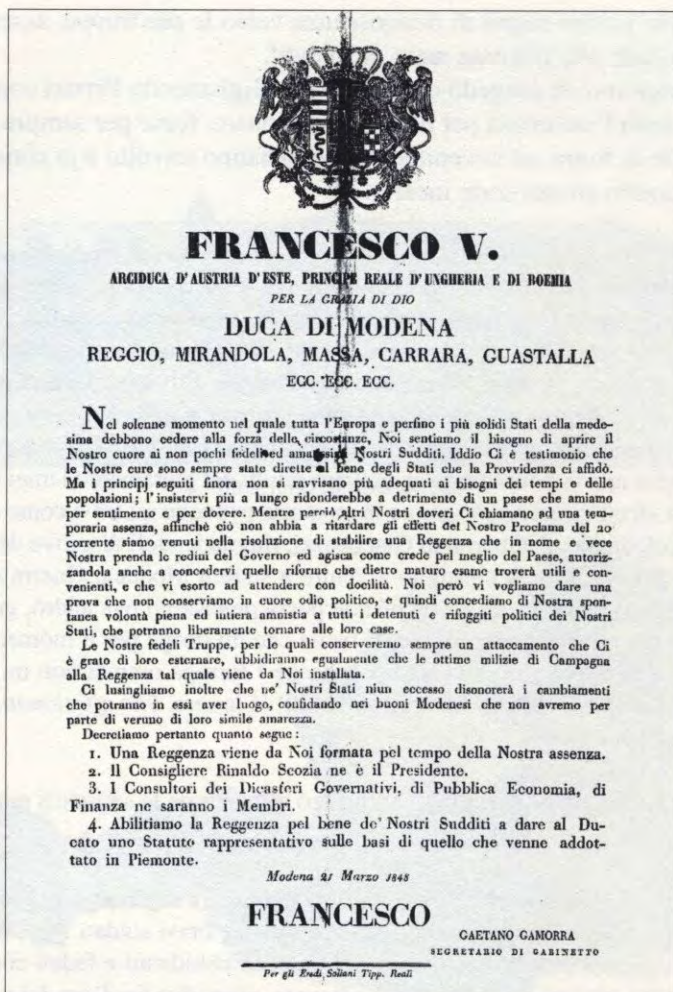 FRANCESCO V.
ARCIDUCA D'AUSTRIA D'ESTE, PRINCIPE REALE D'UNGHERIA E DI BOEMIA
PER LA GRAZIA DI DIO
DUCA DI MODENA
REGGIO, MIRANDOLA, MASSA, CARRARA, GUASTALLA
ECC. ECC. ECC.
Nel solenne momento nel quale tutta l'Europa e perfino i più solidi Stati della mede-
sima debbono cedere alla forza delle circostanze, Noi sentiamo il bisogno di aprire il
Nostro cuore ai non pochi fedeli ed amatissimi Nostri Sudditi. Iddio Ci è testimonio che
le Nostre cure sono sempre state dirette al bene degli Stati che la Provvidenza ci affidò.
Ma i principj seguiti finora non si ravvisano più adequati ai bisogni dei tempi e delle
popolazioni; l'insistervi più a lungo ridonderebbe a detrimento di un paese che amiamo
per sentimento e per dovere. Mentre perciò altri Nostri doveri Ci chiamano ad una tem-
poraria assenza, affinchè ciò non abbia a ritardare gli effetti del Nostro Proclama del 20
corrente siamo venuti nella risoluzione di stabilire una Reggenza che in nome e vece
Nostra prenda le redini del Governo ed agisca come crede pel meglio del Paese, autoriz-
zandola anche a concedervi quelle riforme che dietro maturo esame troverà utili e con-
venienti, e che vi esorto ad attendere con docilità. Noi però vi vogliamo dare una
prova che non conserviamo in cuore odio politico, e quindi concediamo di Nostra spon-
tanea volontà piena ed intiera amnistia a tutti i detenuti e rifuggiti politici dei Nostri
Stati, che potranno liberamente tornare alle loro case.
Le Nostre fedeli Truppe, per le quali conserveremo sempre un attaccamento che Ci
è grato di loro esternare, ubbidiranno egualmente che le ottime milizie di Campagna
alla Reggenza tal quale viene da Noi installata.
Ci lusinghiamo inoltre che ne' Nostri Stati niun eccesso disonorerà i cambiamenti
che potranno in essi aver luogo, confidando nei buoni Modenesi che non avremo per
parte di veruno di loro simile amarezza.
Decretiamo pertanto quanto segue:
1. Una Reggenza viene da Noi formata pel tempo della Nostra assenza.
2. Il Consigliere Rinaldo Scozia ne è il Presidente.
3. I Consultori dei Dicasteri Governativi, di Pubblica Economia, di
Finanza ne saranno i Membri.
4. Abilitiamo la Reggenza pel bene de' Nostri Sudditi a dare al Du-
cato uno Statuto rappresentativo sulle basi di quello che venne addot-
tato in Piemonte.
Modena 21 Marzo 1848
FRANCESCO
GAETANO GAMORRA
SEGRETARIO DI GABINETTO
Per gli Eredi Soliani Tipp. Reali